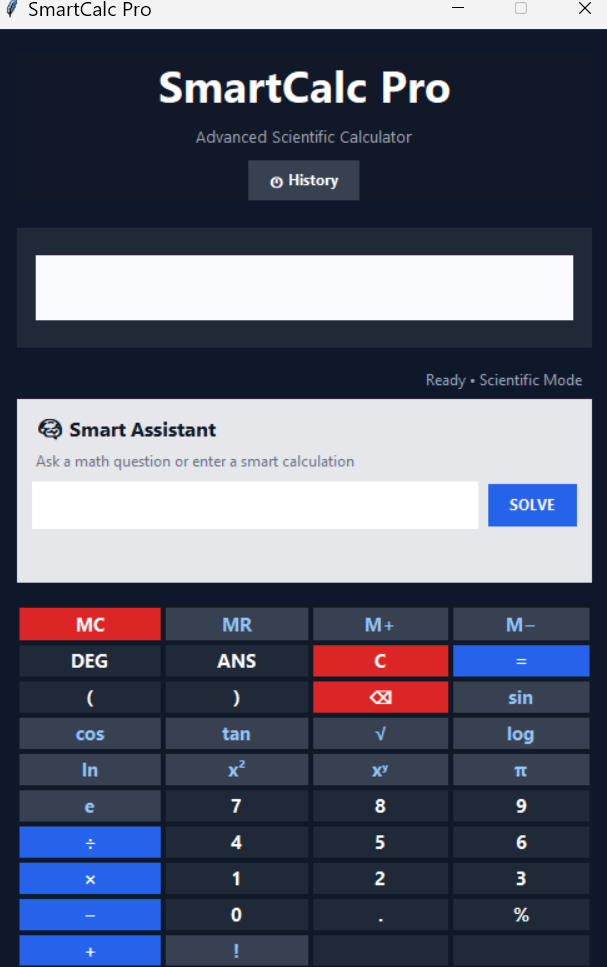 SmartCalc Pro
SmartCalc Pro
Advanced Scientific Calculator
History
Ready • Scientific Mode
Smart Assistant
Ask a math question or enter a smart calculation
SOLVE
MC MR M+ M−
DEG ANS C =
( ) ⌫ sin
cos tan √ log
ln x² xʸ π
e 7 8 9
÷ 4 5 6
× 1 2 3
− 0 . %
+ !